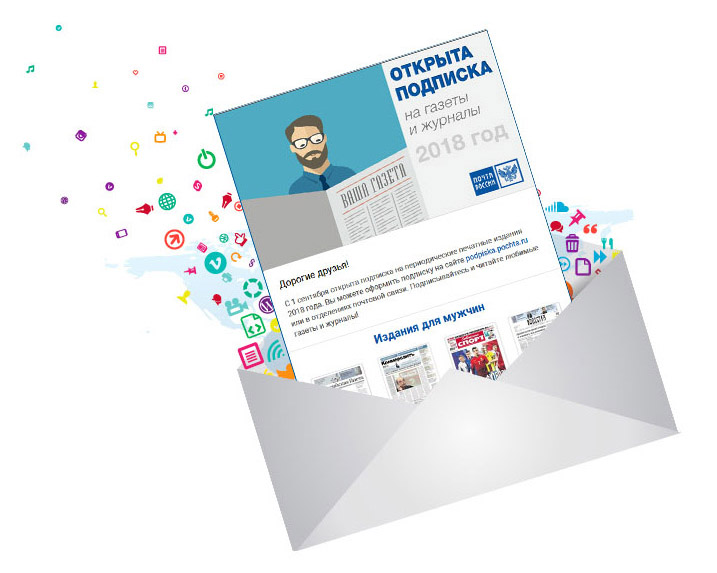 ОТКРЫТА
ПОДПИСКА
на газеты
и журналы
2018 год
ПОЧТА
РОССИИ
ВАША ГАЗЕТА
Дорогие друзья!
С 1 сентября открыта подписка на периодические печатные издания
2018 года. Вы можете оформить подписку на сайте podpiska.pochta.ru
или в отделениях почтовой связи. Подписывайтесь и читайте любимые
газеты и журналы!
Издания для мужчин
Коммерсантъ
СПОРТ